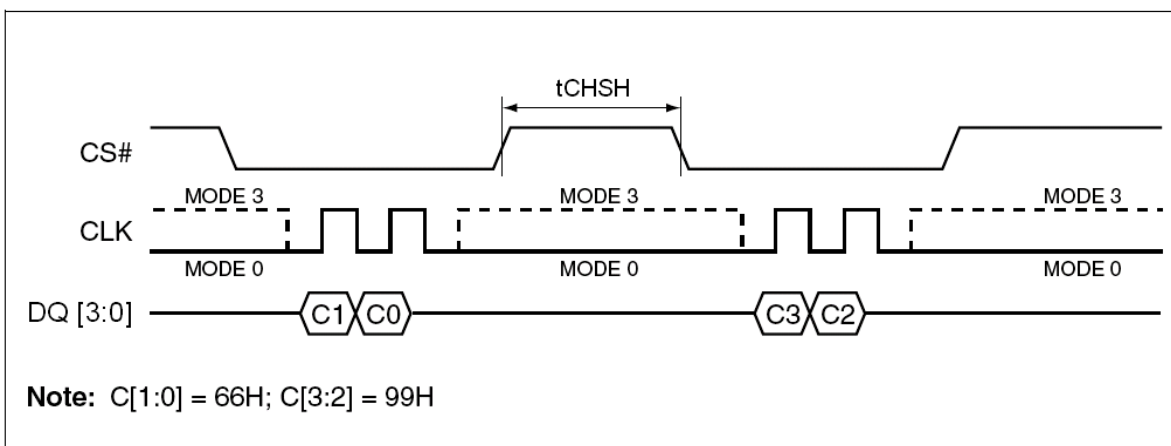 tCHSH
CS#
MODE 3 MODE 3 MODE 3
CLK
MODE 0 MODE 0 MODE 0
DQ [3:0] C1 C0 C3 C2
Note: C[1:0] = 66H; C[3:2] = 99H